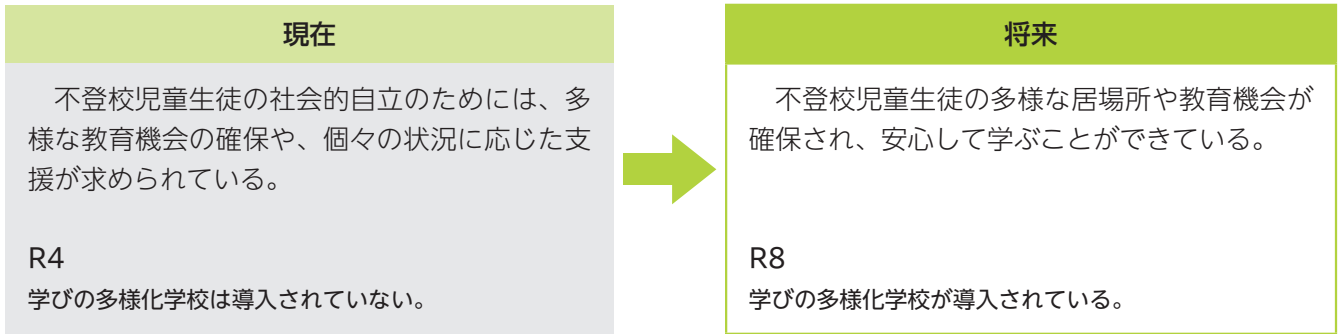 現在
不登校児童生徒の社会的自立のためには、多
様な教育機会の確保や、個々の状況に応じた支
援が求められている。
R4
学びの多様化学校は導入されていない。
将来
不登校児童生徒の多様な居場所や教育機会が
確保され、安心して学ぶことができている。
R8
学びの多様化学校が導入されている。